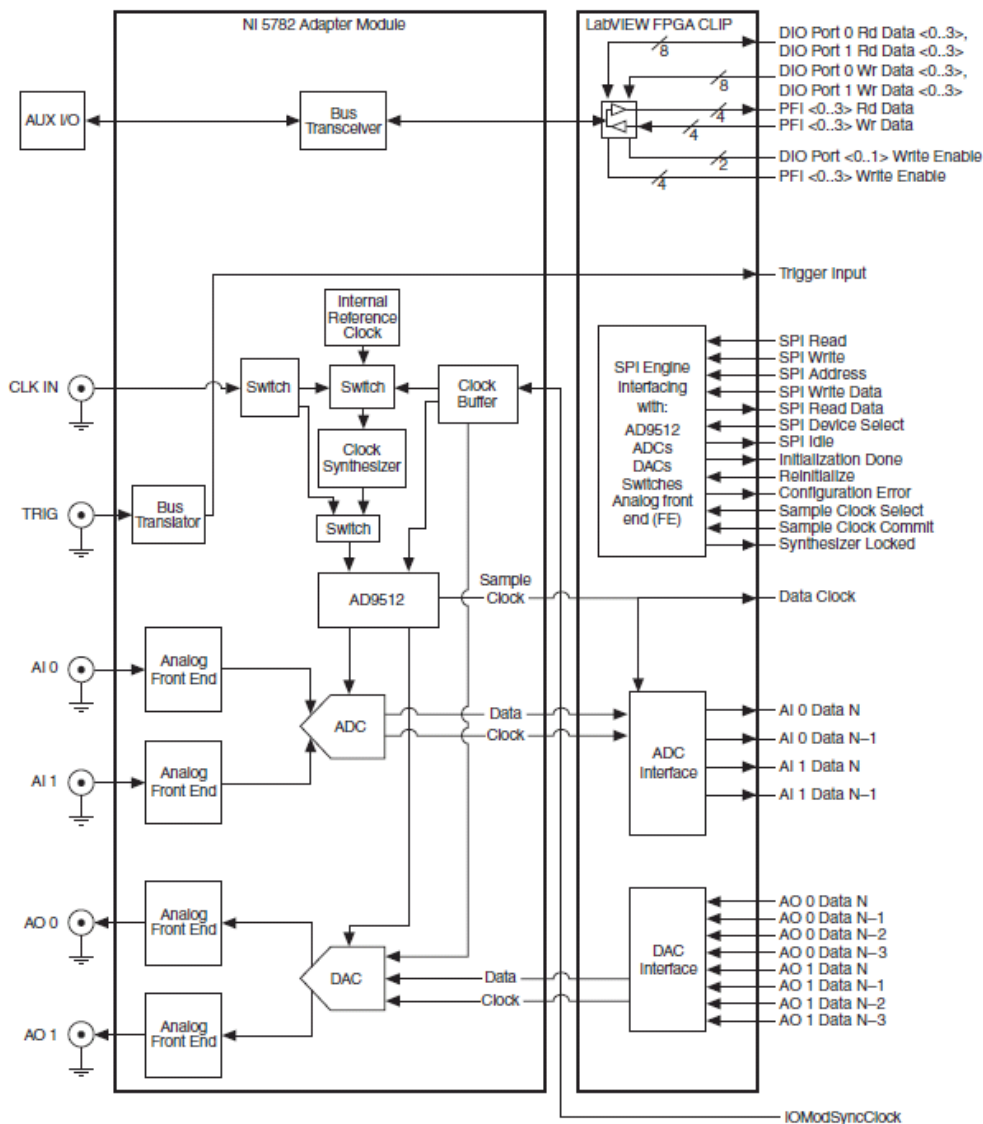 NI 5782 Adapter Module
LabVIEW FPGA CLIP
DIO Port 0 Rd Data <0..3>,
DIO Port 1 Rd Data <0..3>
8
DIO Port 0 Wr Data <0..3>,
8
DIO Port 1 Wr Data <0..3>
PFI <0..3> Rd Data
4
PFI <0..3> Wr Data
4
DIO Port <0..1> Write Enable
2
PFI <0..3> Write Enable
4
AUX I/O
Bus
Transceiver
Trigger Input
Internal
Reference
Clock
CLK IN
Switch
Switch
Clock
Buffer
Clock
Synthesizer
TRIG
Bus
Translator
Switch
SPI Engine
Interfacing
with:
AD9512
ADCs
DACs
Switches
Analog front
end (FE)
SPI Read
SPI Write
SPI Address
SPI Write Data
SPI Read Data
SPI Device Select
SPI Idle
Initialization Done
Reinitialize
Configuration Error
Sample Clock Select
Sample Clock Commit
Synthesizer Locked
AD9512
Sample
Clock
Data Clock
AI 0
Analog
Front End
ADC
Data
Clock
AI 1
Analog
Front End
ADC
Interface
AI 0 Data N
AI 0 Data N–1
AI 1 Data N
AI 1 Data N–1
AO 0
Analog
Front End
DAC
Data
Clock
AO 1
Analog
Front End
DAC
Interface
AO 0 Data N
AO 0 Data N–1
AO 0 Data N–2
AO 0 Data N–3
AO 1 Data N
AO 1 Data N–1
AO 1 Data N–2
AO 1 Data N–3
IOModSyncClock